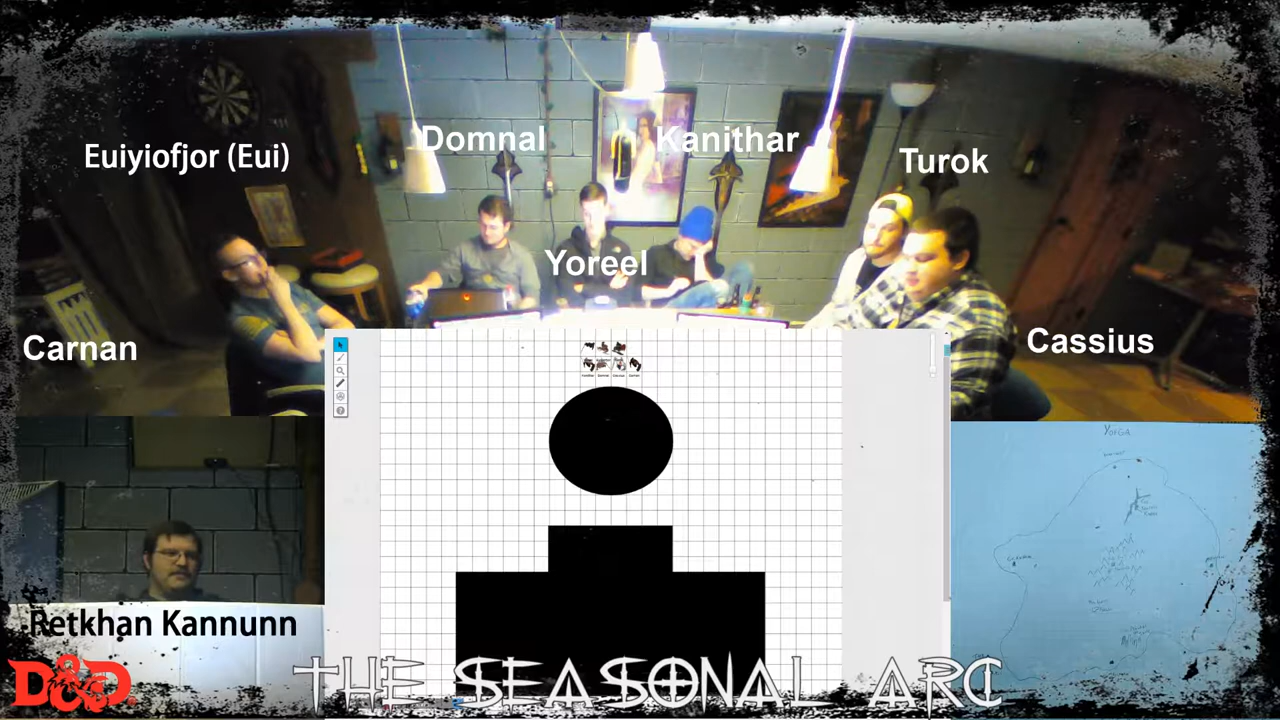 Domnal
Kanithar
Euiyiofjor (Eui)
Turok
Yoreel
Carnan
Cassius
Retkhan Kannunn
D&D
THE SEASONAL ARC